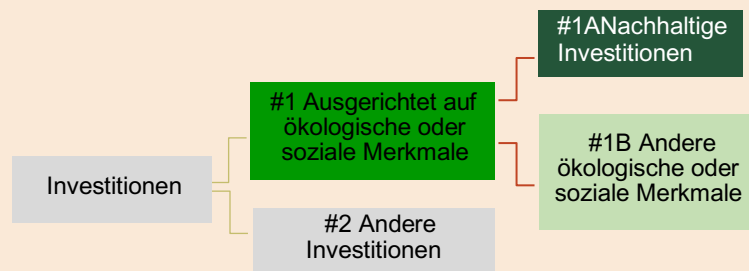 #1ANachhaltige
Investitionen
#1 Ausgerichtet auf
ökologische oder
soziale Merkmale
#1B Andere
ökologische oder
soziale Merkmale
Investitionen
#2 Andere
Investitionen